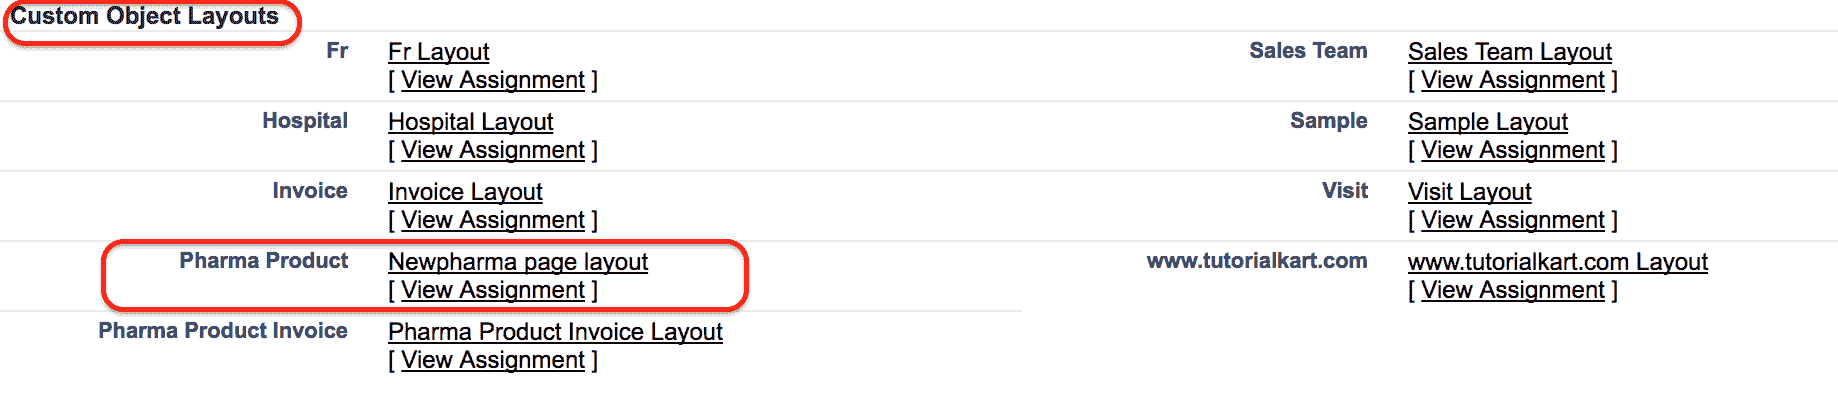 Custom Object Layouts
Fr Fr Layout Sales Team Sales Team Layout
[ View Assignment ] [ View Assignment ]
Hospital Hospital Layout Sample Sample Layout
[ View Assignment ] [ View Assignment ]
Invoice Invoice Layout Visit Visit Layout
[ View Assignment ] [ View Assignment ]
Pharma Product Newpharma page layout www.tutorialkart.com www.tutorialkart.com Layout
[ View Assignment ] [ View Assignment ]
Pharma Product Invoice Pharma Product Invoice Layout
[ View Assignment ]